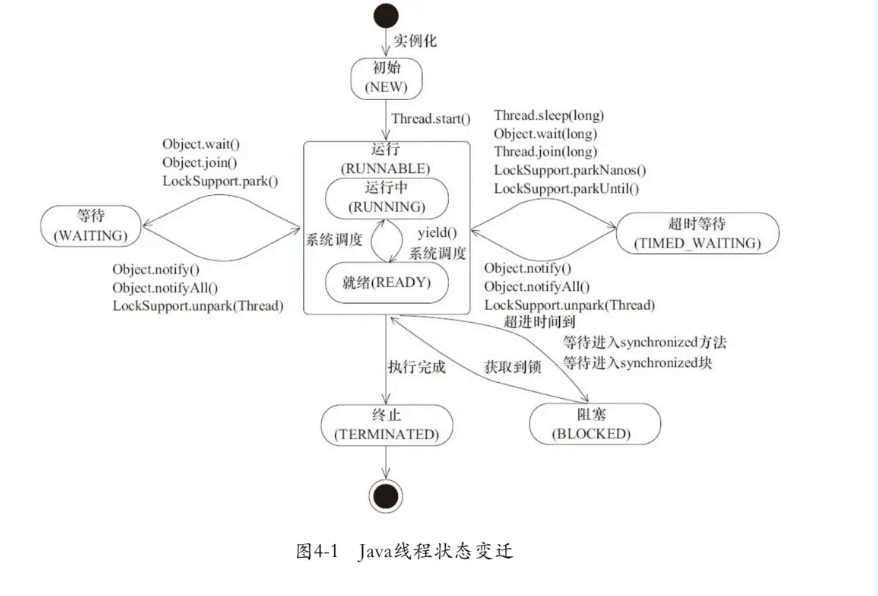 实例化
初始
(NEW)
Thread.start()
Object.wait()
Object.join()
LockSupport.park()
Thread.sleep(long)
Object.wait(long)
Thread.join(long)
LockSupport.parkNanos()
LockSupport.parkUntil()
运行
(RUNNABLE)
运行中
(RUNNING)
等待
(WAITING)
超时等待
(TIMED_WAITING)
系统调度
yield()
系统调度
就绪(READY)
Object.notify()
Object.notifyAll()
LockSupport.unpark(Thread)
Object.notify()
Object.notifyAll()
LockSupport.unpark(Thread)
超进时间到
等待进入synchronized方法
等待进入synchronized块
执行完成
获取到锁
终止
(TERMINATED)
阻塞
(BLOCKED)
图4-1 Java线程状态变迁